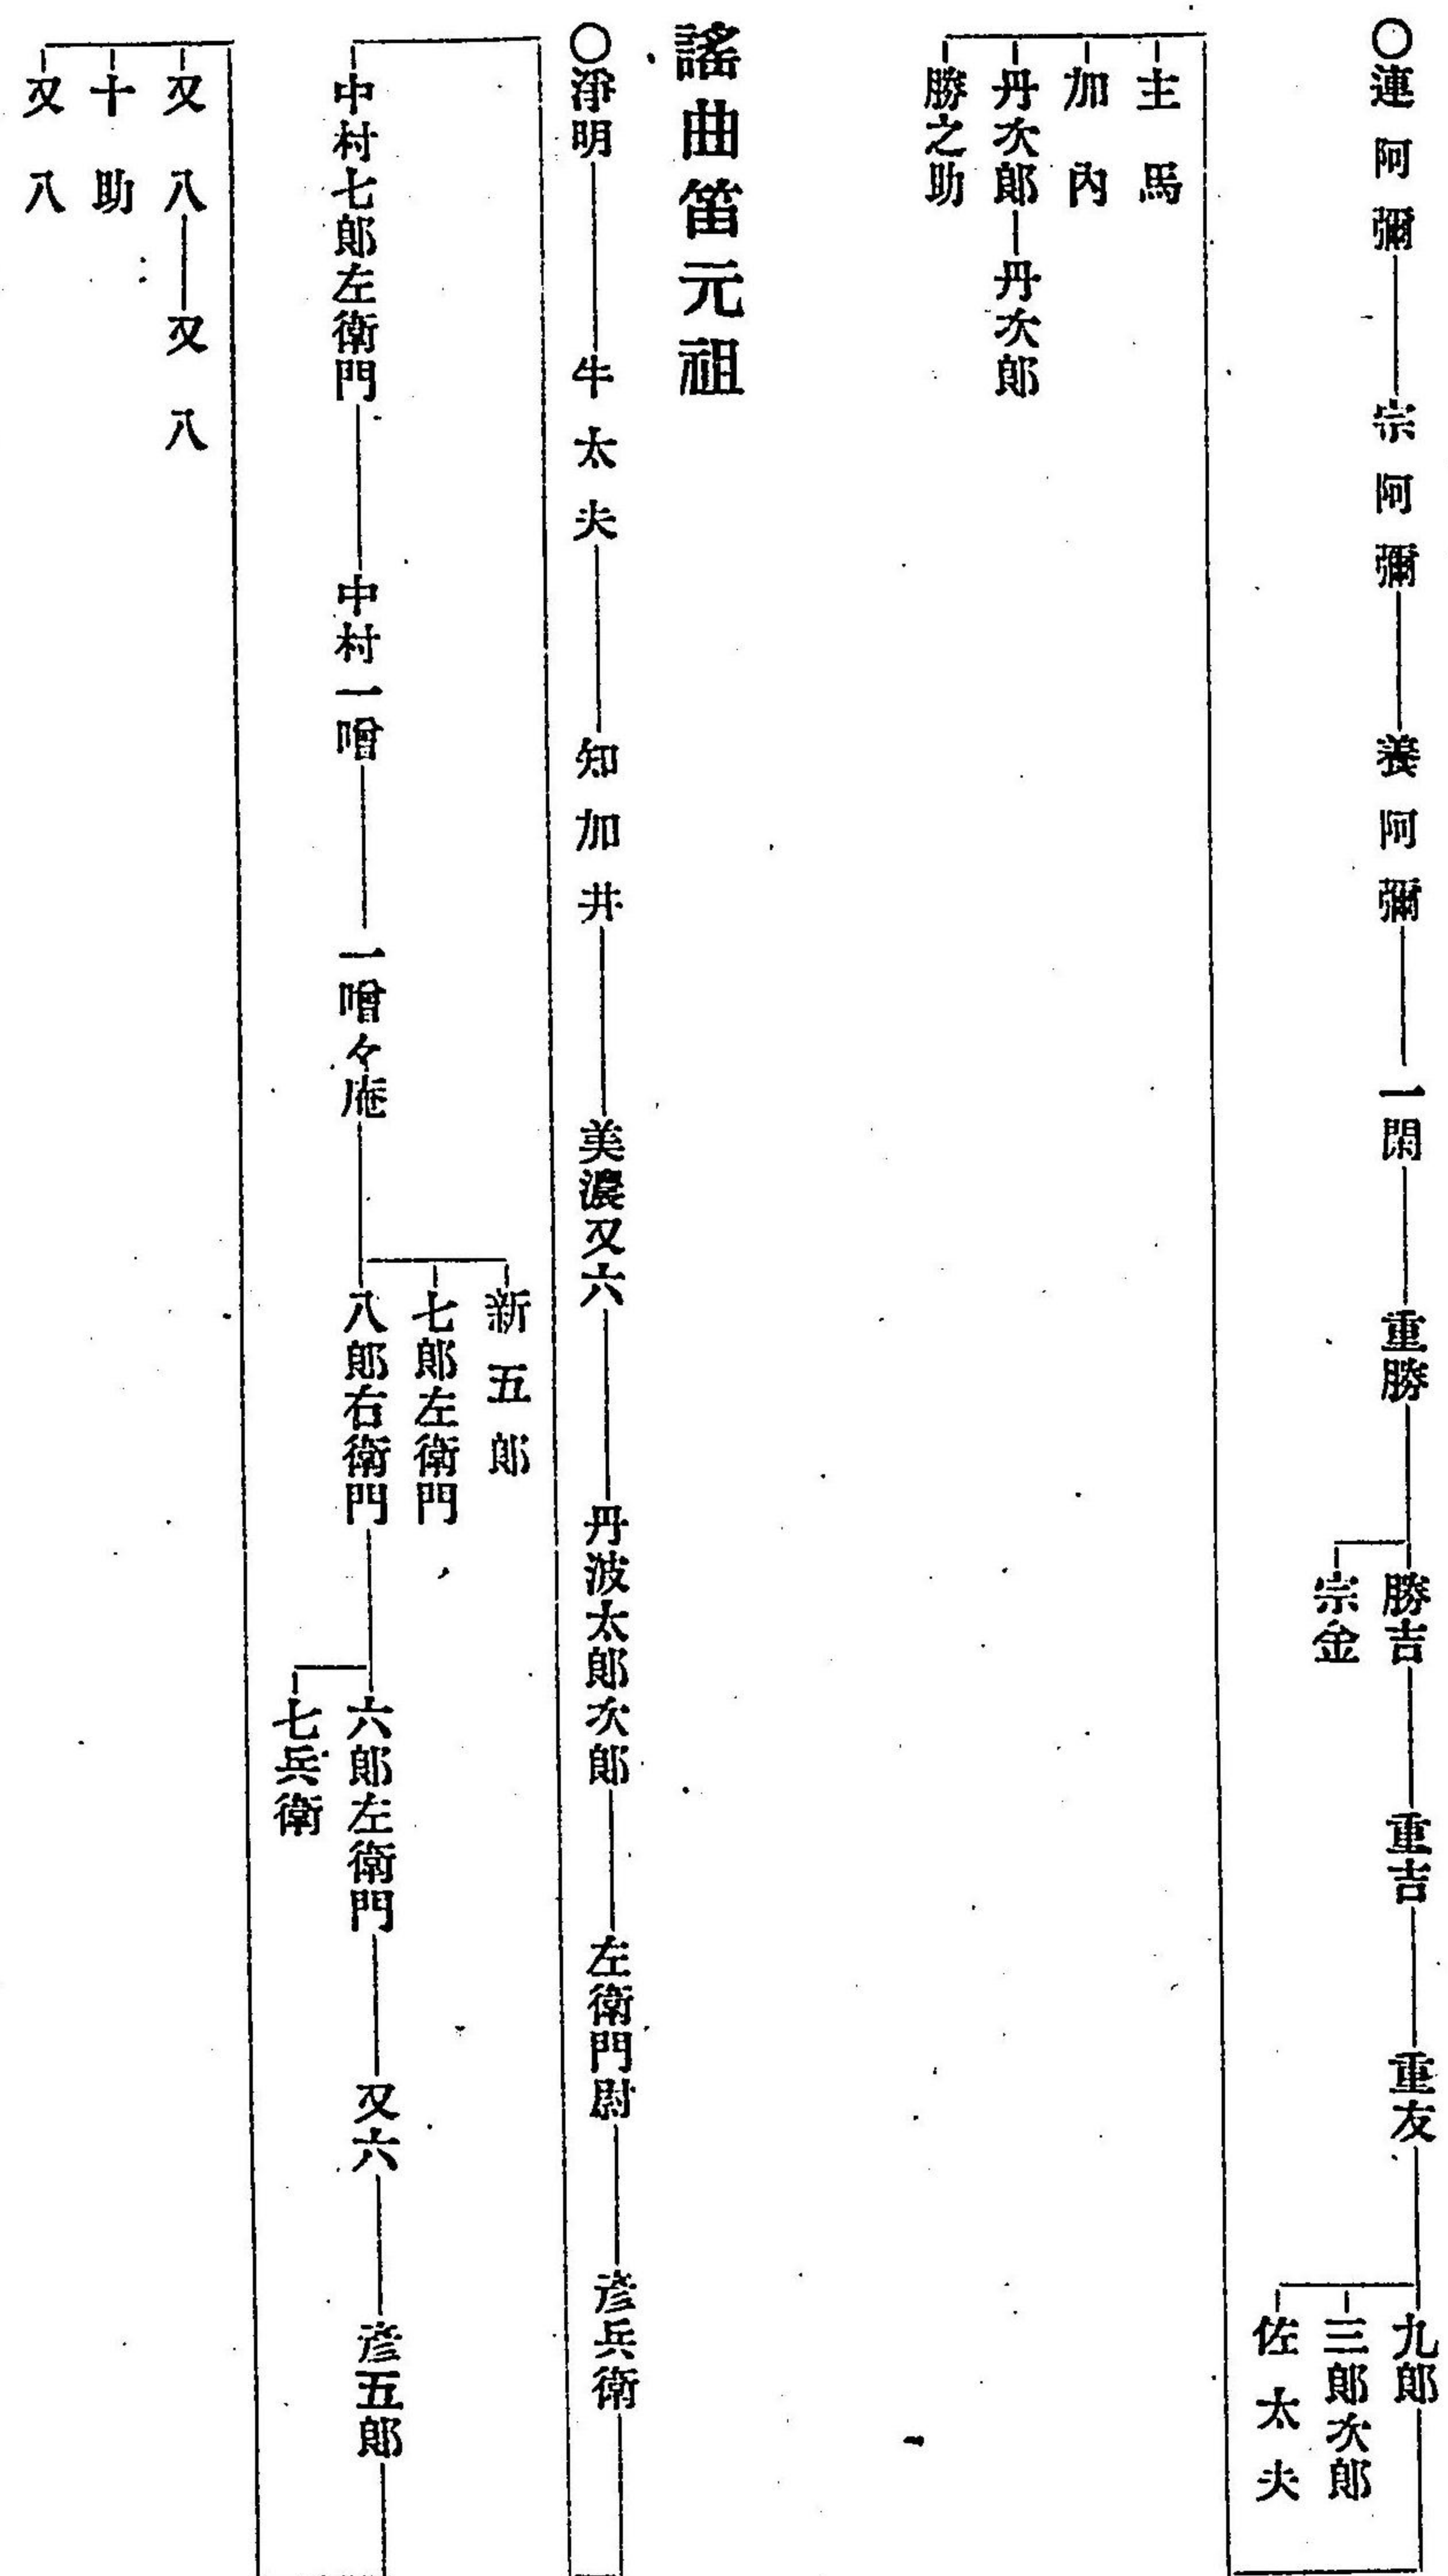 ○連阿彌―宗阿彌―養阿彌―一閑―重勝―勝吉―重吉―重友―九郎
宗金
三郎次郎
佐太夫
主馬
加內
丹次郎―丹次郎
勝之助
謠曲笛元祖
○淨明―牛太夫―知加井―美濃又六―丹波太郎次郎―左衛門尉―彦兵衛
新五郎
七郎左衛門
中村七郎左衛門―中村一噌―一噌々庵―八郎右衛門―六郎左衛門―又六―彦五郎
七兵衛
又八―又八
十助
又八